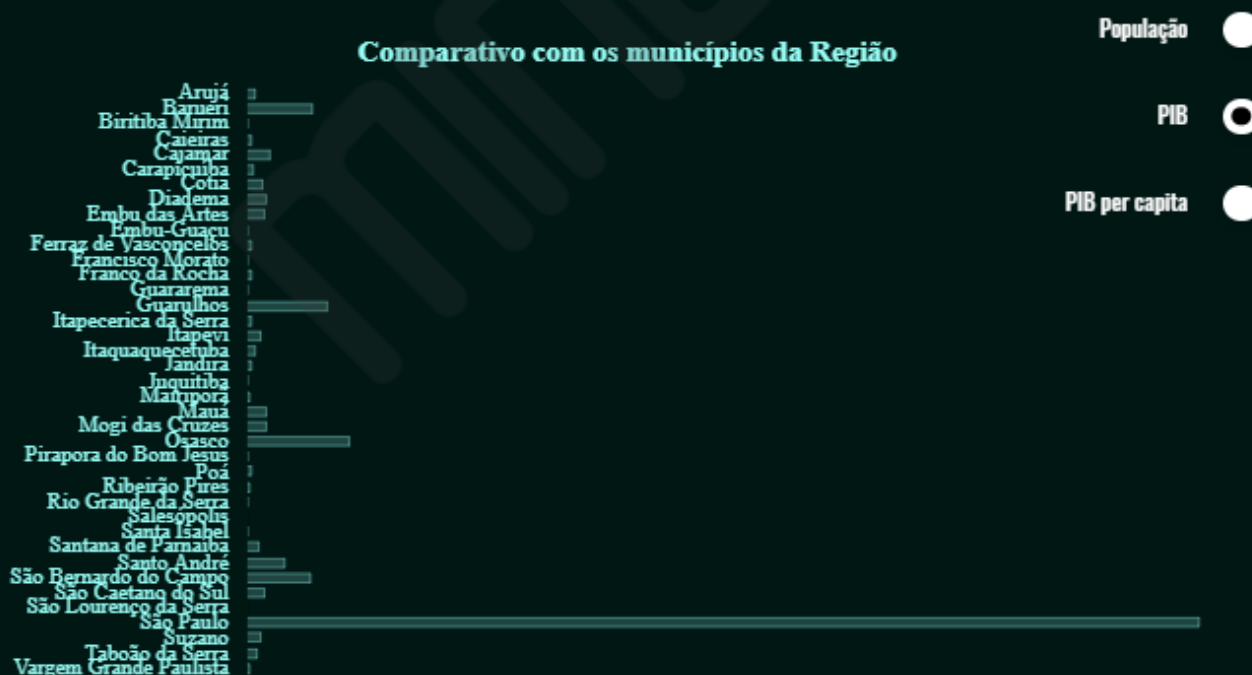 População
Comparativo com os municípios da Região
PIB
PIB per capita
Arujá
Barueri
Biritiba Mirim
Caieiras
Cajamar
Carapicuíba
Cotia
Diadema
Embu das Artes
Embu-Guaçu
Ferraz de Vasconcelos
Francisco Morato
Franco da Rocha
Guararema
Guarulhos
Itapecerica da Serra
Itapevi
Itaquaquecetuba
Jandira
Juquitiba
Mairiporã
Mauá
Mogi das Cruzes
Osasco
Pirapora do Bom Jesus
Poá
Ribeirão Pires
Rio Grande da Serra
Salesópolis
Santa Isabel
Santana de Parnaíba
Santo André
São Bernardo do Campo
São Caetano do Sul
São Lourenço da Serra
São Paulo
Suzano
Taboão da Serra
Vargem Grande Paulista